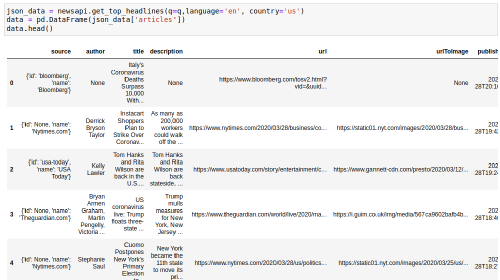 json_data = newsapi.get_top_headlines(q=q,language='en', country='us')
data = pd.DataFrame(json_data['articles'])
data.head()
source author title description url urlToImage publish
0 {'id': 'bloomberg', 'name': 'Bloomberg'} None Italy's Coronavirus Deaths Surpass 10,000 With... None https://www.bloomberg.com/tosv2.html?vid=&uuid... None 202 28T20:1
1 {'id': None, 'name': 'Nytimes.com'} Derrick Bryson Taylor Instacart Shoppers Plan to Strike Over Coronav... As many as 200,000 workers could walk off the ... https://www.nytimes.com/2020/03/28/business/co... https://static01.nyt.com/images/2020/03/28/bus... 202 28T19:4
2 {'id': 'usa-today', 'name': 'USA Today'} Kelly Lawler Tom Hanks and Rita Wilson are back in the U.S.... Tom Hanks and Rita Wilson are back stateside, ... https://www.usatoday.com/story/entertainment/c... https://www.gannett-cdn.com/presto/2020/03/12/... 202 28T19:2
3 {'id': None, 'name': 'Theguardian.com'} Bryan Armen Graham, Martin Pengelly, Victoria ... US coronavirus live: Trump floats three-state ... Trump mulls measures for New York, New Jersey ... https://www.theguardian.com/world/live/2020/ma... https://i.guim.co.uk/img/media/567ca9602bafb4b... 202 28T18:4
4 {'id': None, 'name': 'Nytimes.com'} Stephanie Saul Cuomo Postpones New York's Primary Election New York became the 11th state to move its pri... https://www.nytimes.com/2020/03/28/us/politics... https://static01.nyt.com/images/2020/03/25/us/... 202 28T18:2